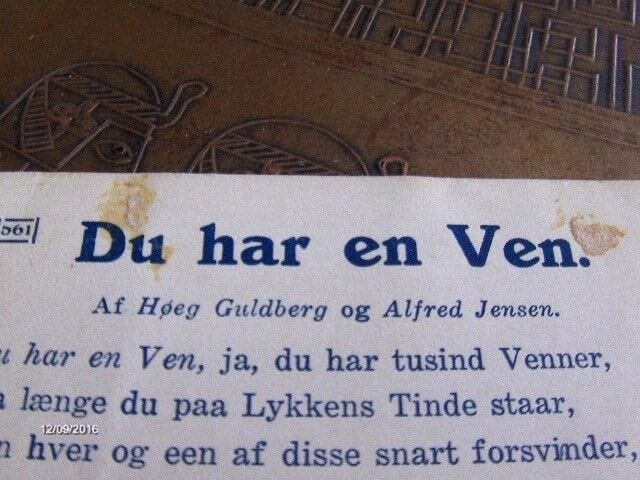 561
Du har en Ven.
Af Høeg Guldberg og Alfred Jensen.
har en Ven, ja, du har tusind Venner,
længe du paa Lykkens Tinde staar,
hver og een af disse snart forsvinder,
12/09/2016